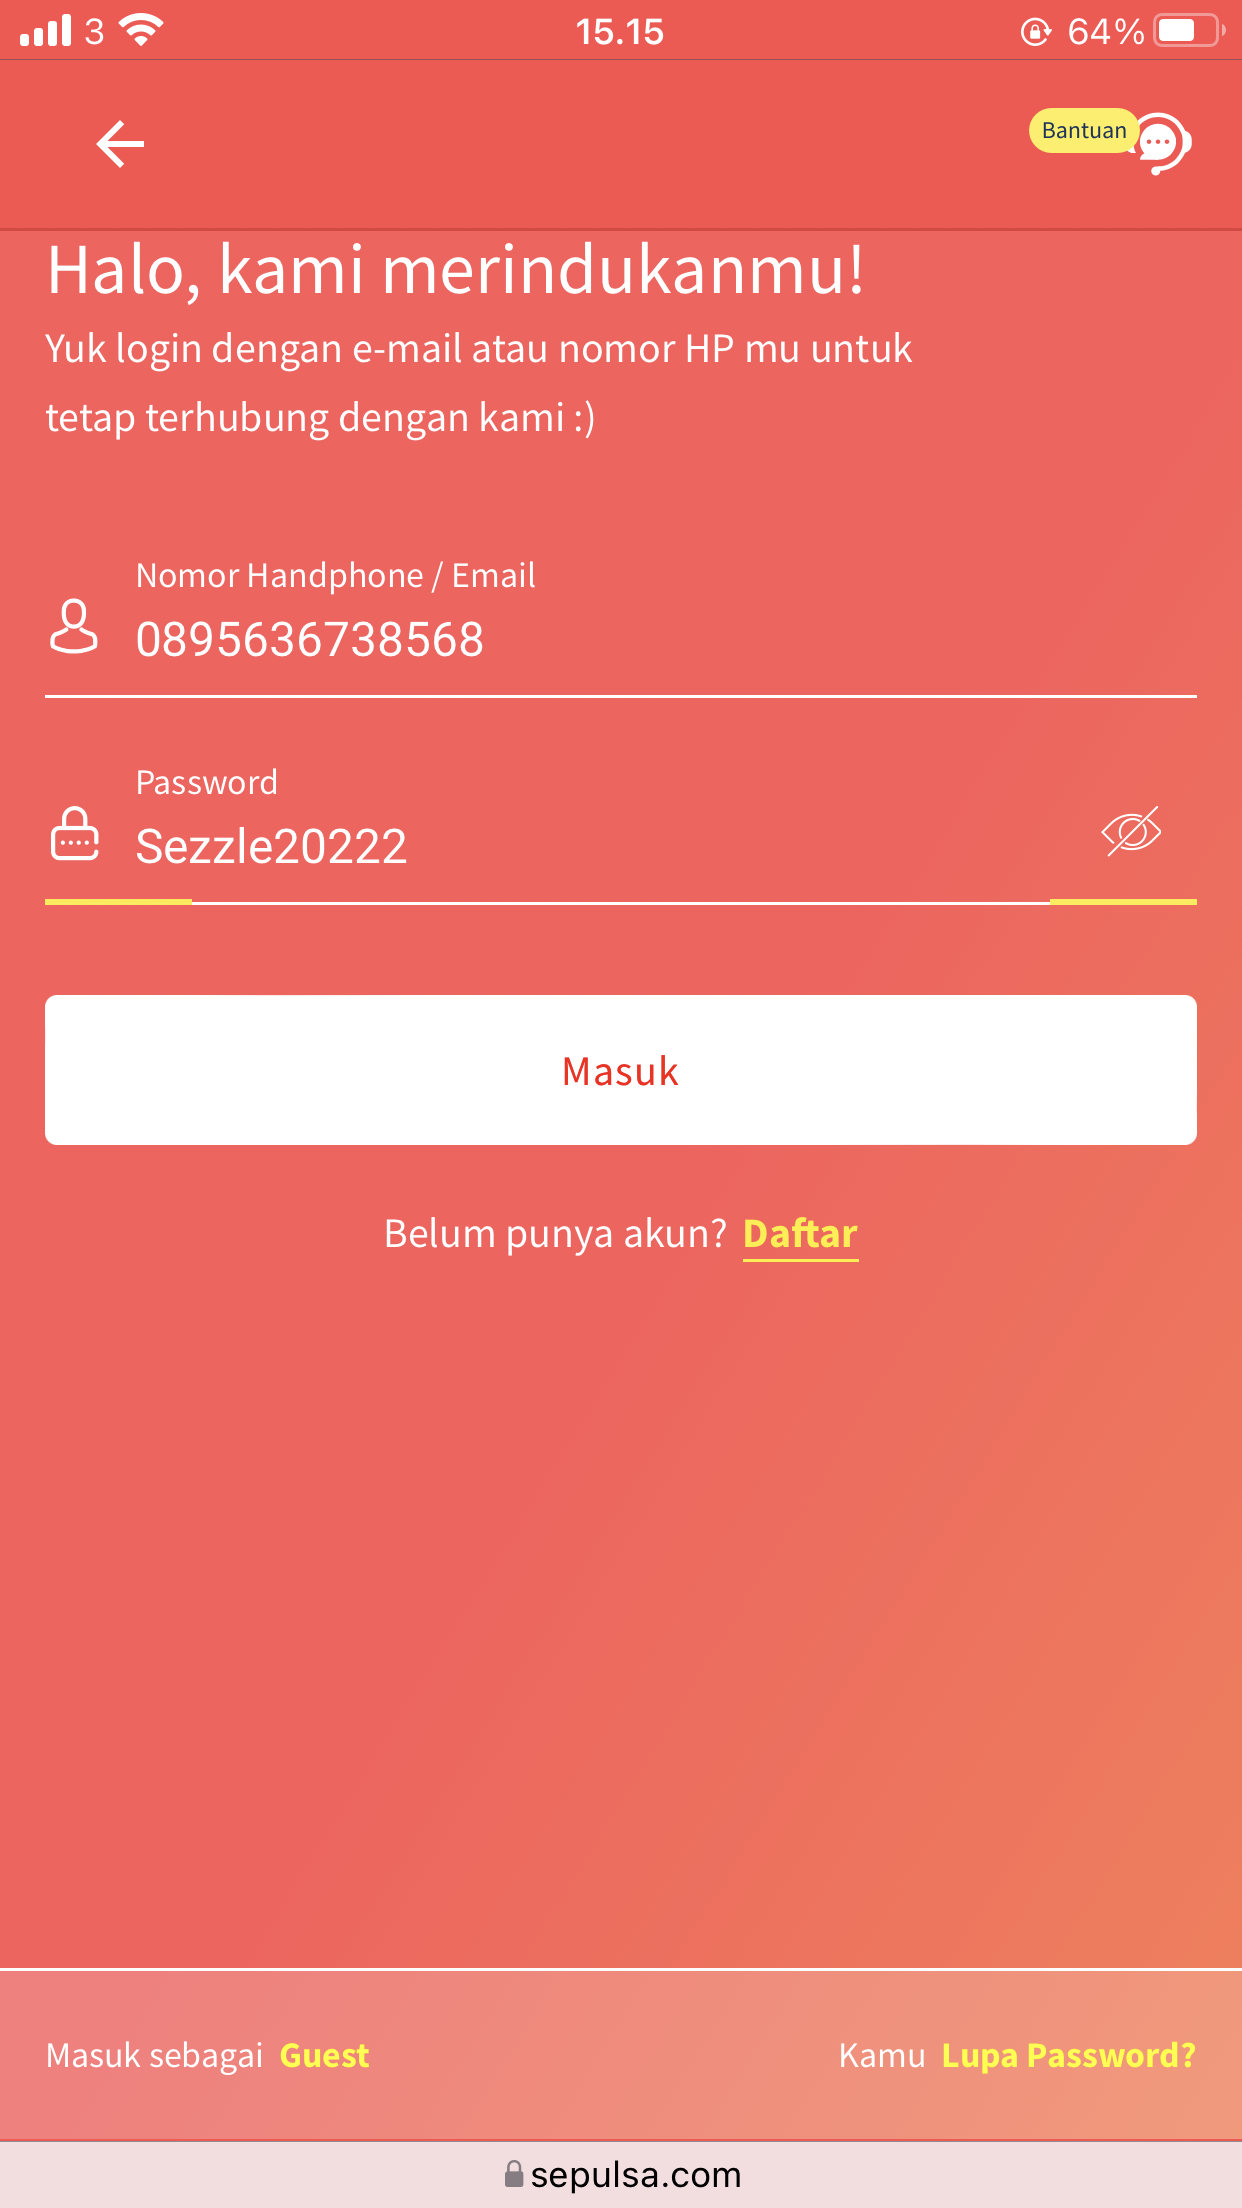 3 15.15 64%
Bantuan
Halo, kami merindukanmu!
Yuk login dengan e-mail atau nomor HP mu untuk
tetap terhubung dengan kami :)
Nomor Handphone / Email
0895636738568
Password
Sezzle20222
Masuk
Belum punya akun? Daftar
Masuk sebagai Guest Kamu Lupa Password?
sepulsa.com